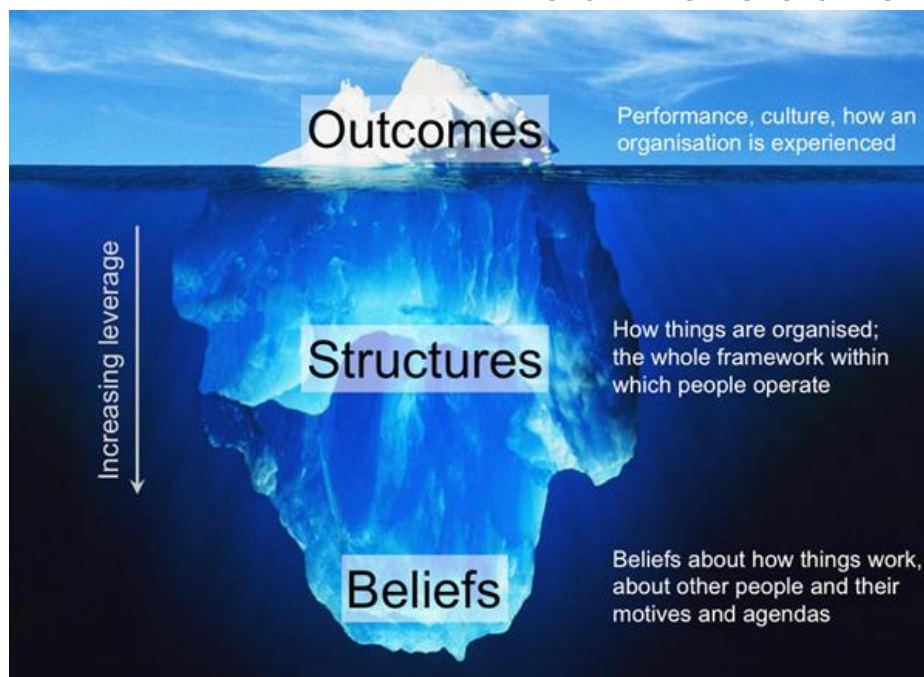 Outcomes
Performance, culture, how an
organisation is experienced
Increasing leverage
Structures
How things are organised;
the whole framework within
which people operate
Beliefs
Beliefs about how things work,
about other people and their
motives and agendas